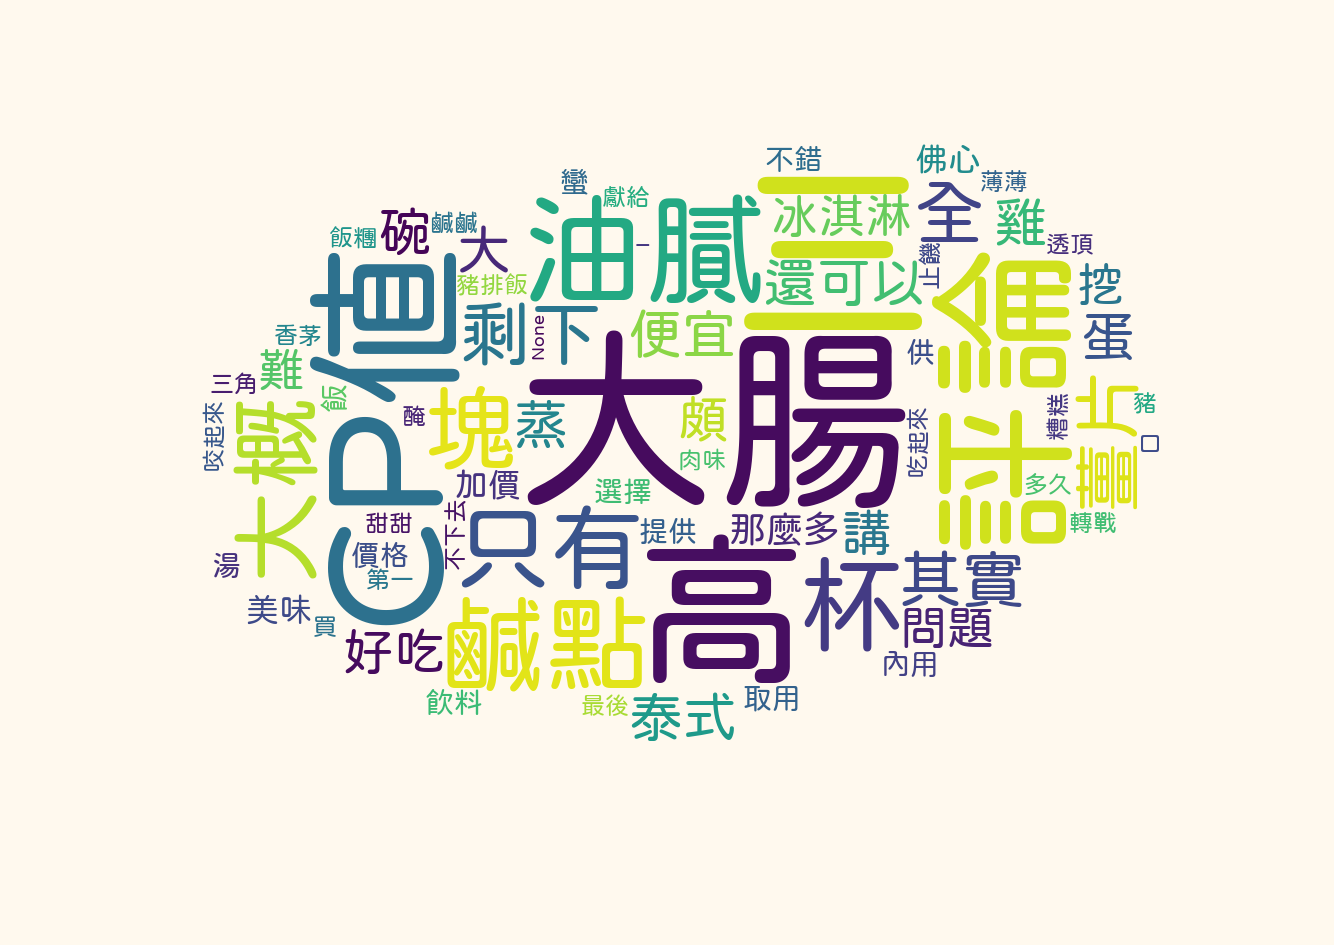 不錯
佛心
蠻
獻給
三
冰淇淋
全
薄薄
雞
飯糰
碗
鹹鹹
大
油膩
一
透頂
豬排飯
還可以
止饑
挖
CP值
剩下
None
便宜
評論
蛋
香茅
難
大腸
供
三角
飯
醃
塊
蒸
頗
吃起來
糟糕
片
豬
口
咬起來
大概
肉味
薑
加價
選擇
多久
甜甜
不下去
只有
提供
那麼多
講
轉戰
湯
價格
第一
高
杯
其實
美味
買
好吃
鹹點
問題
內用
飲料
最後
泰式
取用